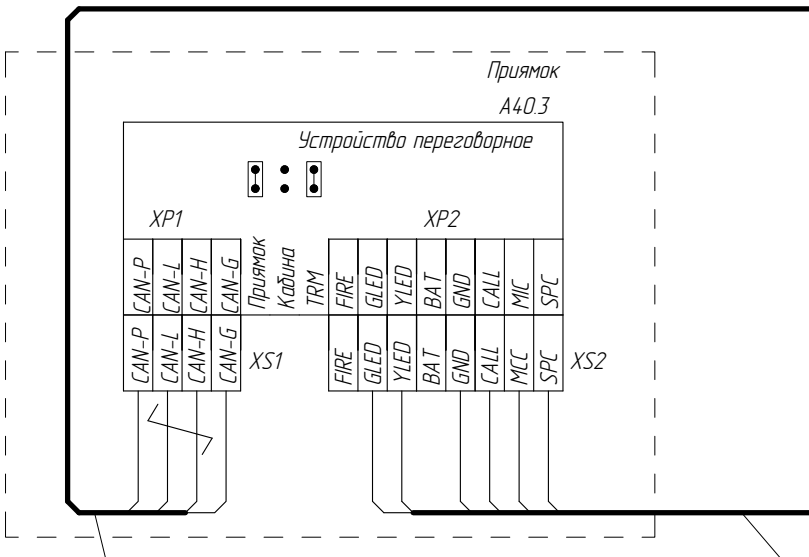 Приямок
А40.3
Устройство переговорное
XP1
XP2
CAN-P
CAN-L
CAN-H
CAN-G
Приямок
Кабина
TRM
FIRE
GLED
YLED
BAT
GND
CALL
MIC
SPC
CAN-P
CAN-L
CAN-H
CAN-G
XS1
FIRE
GLED
YLED
BAT
GND
CALL
MCC
SPC
XS2